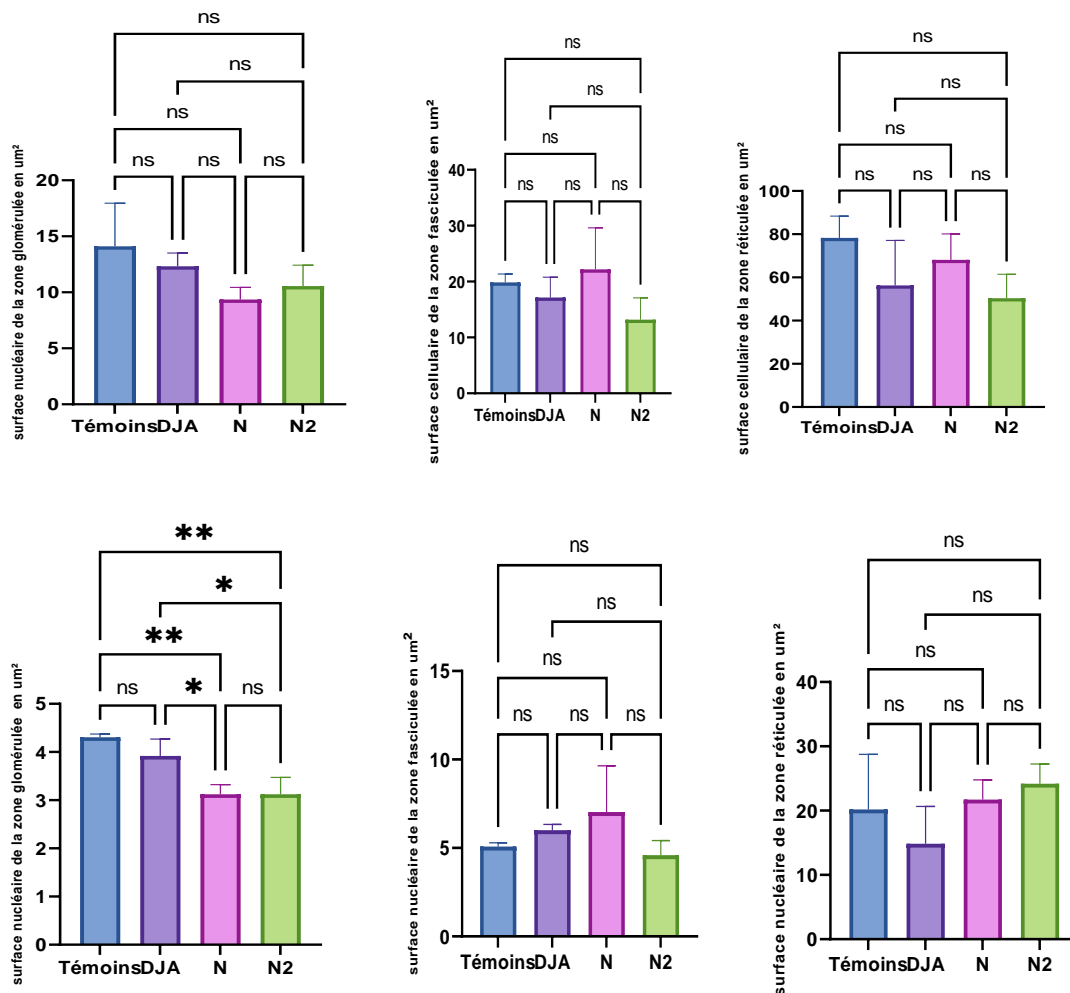 surface nucléaire de la zone glomérulée en um²
ns
ns
ns
ns ns ns
20
15
10
5
0
Témoins DJA N N2
surface cellulaire de la zone fasciculée en um²
ns
ns
ns
ns ns ns
40
30
20
10
0
Témoins DJA N N2
surface cellulaire de la zone réticulée en um²
ns
ns
ns
ns ns ns
100
80
60
40
20
0
Témoins DJA N N2
surface nucléaire de la zone glomérulée en um²
**
*
**
ns * ns
5
4
3
2
1
0
Témoins DJA N N2
surface nucléaire de la zone fasciculée en um²
ns
ns
ns
ns ns ns
15
10
5
0
Témoins DJA N N2
surface nucléaire de la zone réticulée en um²
ns
ns
ns
ns ns ns
40
30
20
10
0
Témoins DJA N N2